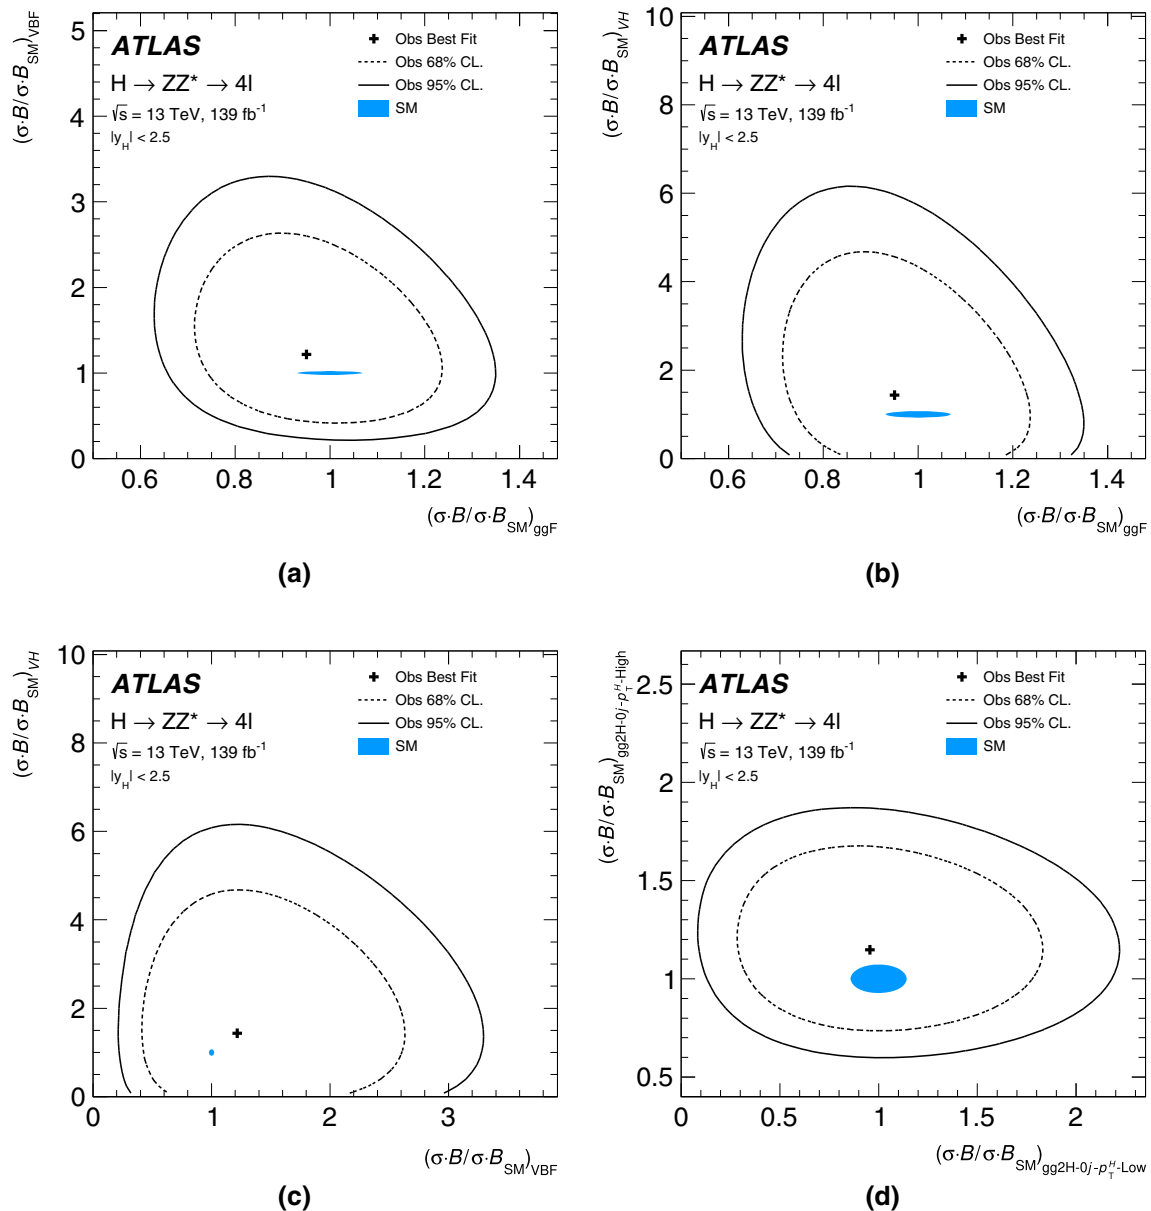 (σ·B/σ·B_SM)_VBF
ATLAS
H → ZZ* → 4l
√s = 13 TeV, 139 fb⁻¹
|y_H| < 2.5
Obs Best Fit
Obs 68% CL.
Obs 95% CL.
SM
5
4
3
2
1
0
0.6 0.8 1 1.2 1.4
(σ·B/σ·B_SM)_ggF
(a)
(σ·B/σ·B_SM)_VH
ATLAS
H → ZZ* → 4l
√s = 13 TeV, 139 fb⁻¹
|y_H| < 2.5
Obs Best Fit
Obs 68% CL.
Obs 95% CL.
SM
10
8
6
4
2
0
0.6 0.8 1 1.2 1.4
(σ·B/σ·B_SM)_ggF
(b)
(σ·B/σ·B_SM)_VH
ATLAS
H → ZZ* → 4l
√s = 13 TeV, 139 fb⁻¹
|y_H| < 2.5
Obs Best Fit
Obs 68% CL.
Obs 95% CL.
SM
10
8
6
4
2
0
0 1 2 3
(σ·B/σ·B_SM)_VBF
(c)
(σ·B/σ·B_SM)_gg2H-0j-p_T^H-High
ATLAS
H → ZZ* → 4l
√s = 13 TeV, 139 fb⁻¹
|y_H| < 2.5
Obs Best Fit
Obs 68% CL.
Obs 95% CL.
SM
2.5
2
1.5
1
0.5
0 0.5 1 1.5 2
(σ·B/σ·B_SM)_gg2H-0j-p_T^H-Low
(d)